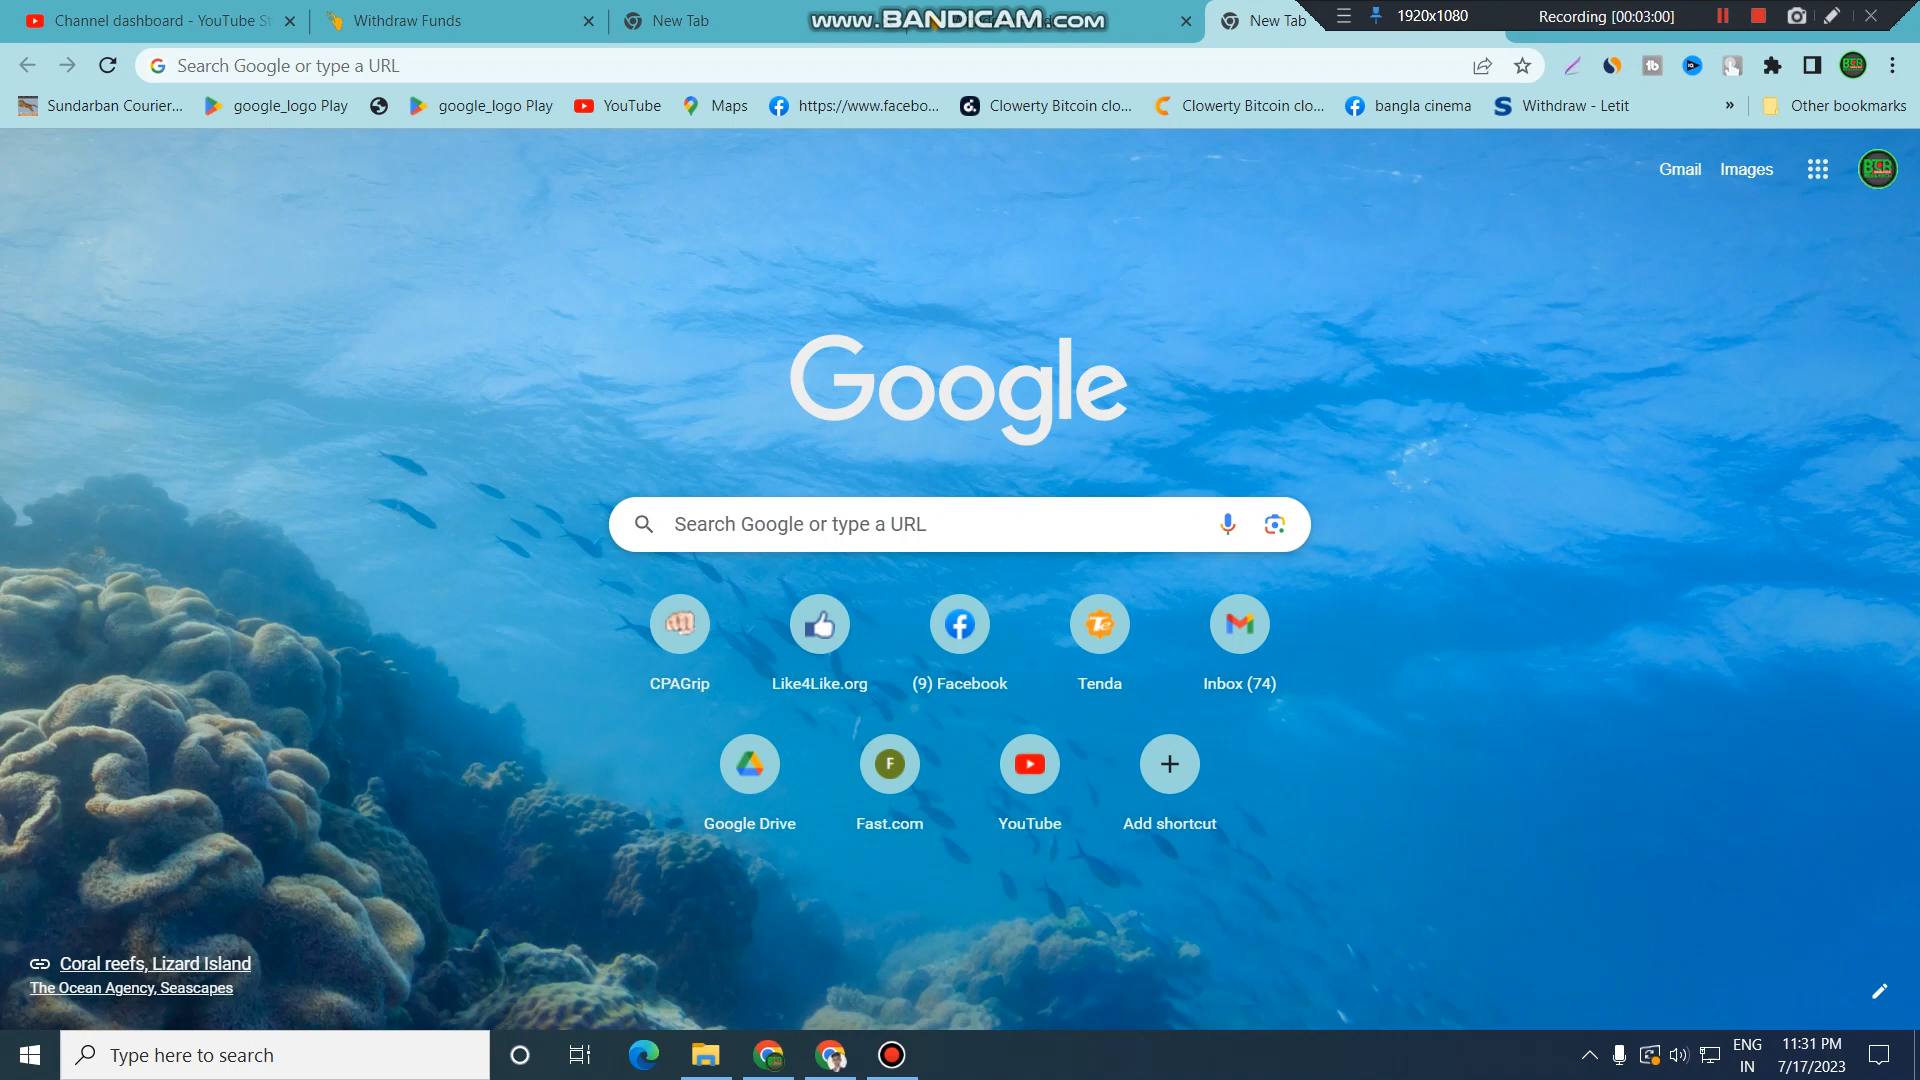 Channel dashboard - YouTube St
Withdraw Funds
New Tab
www.BANDICAM.com
New Tab
1920x1080
Recording [00:03:00]
Search Google or type a URL
Sundarban Courier...
google_logo Play
google_logo Play
YouTube
Maps
https://www.facebo...
Clowerty Bitcoin clo...
Clowerty Bitcoin clo...
bangla cinema
Withdraw - Letit
»
Other bookmarks
Gmail
Images
Google
Search Google or type a URL
CPAGrip
Like4Like.org
(9) Facebook
Tenda
Inbox (74)
F
Google Drive
Fast.com
YouTube
Add shortcut
Coral reefs, Lizard Island
The Ocean Agency, Seascapes
Type here to search
ENG
IN
11:31 PM
7/17/2023